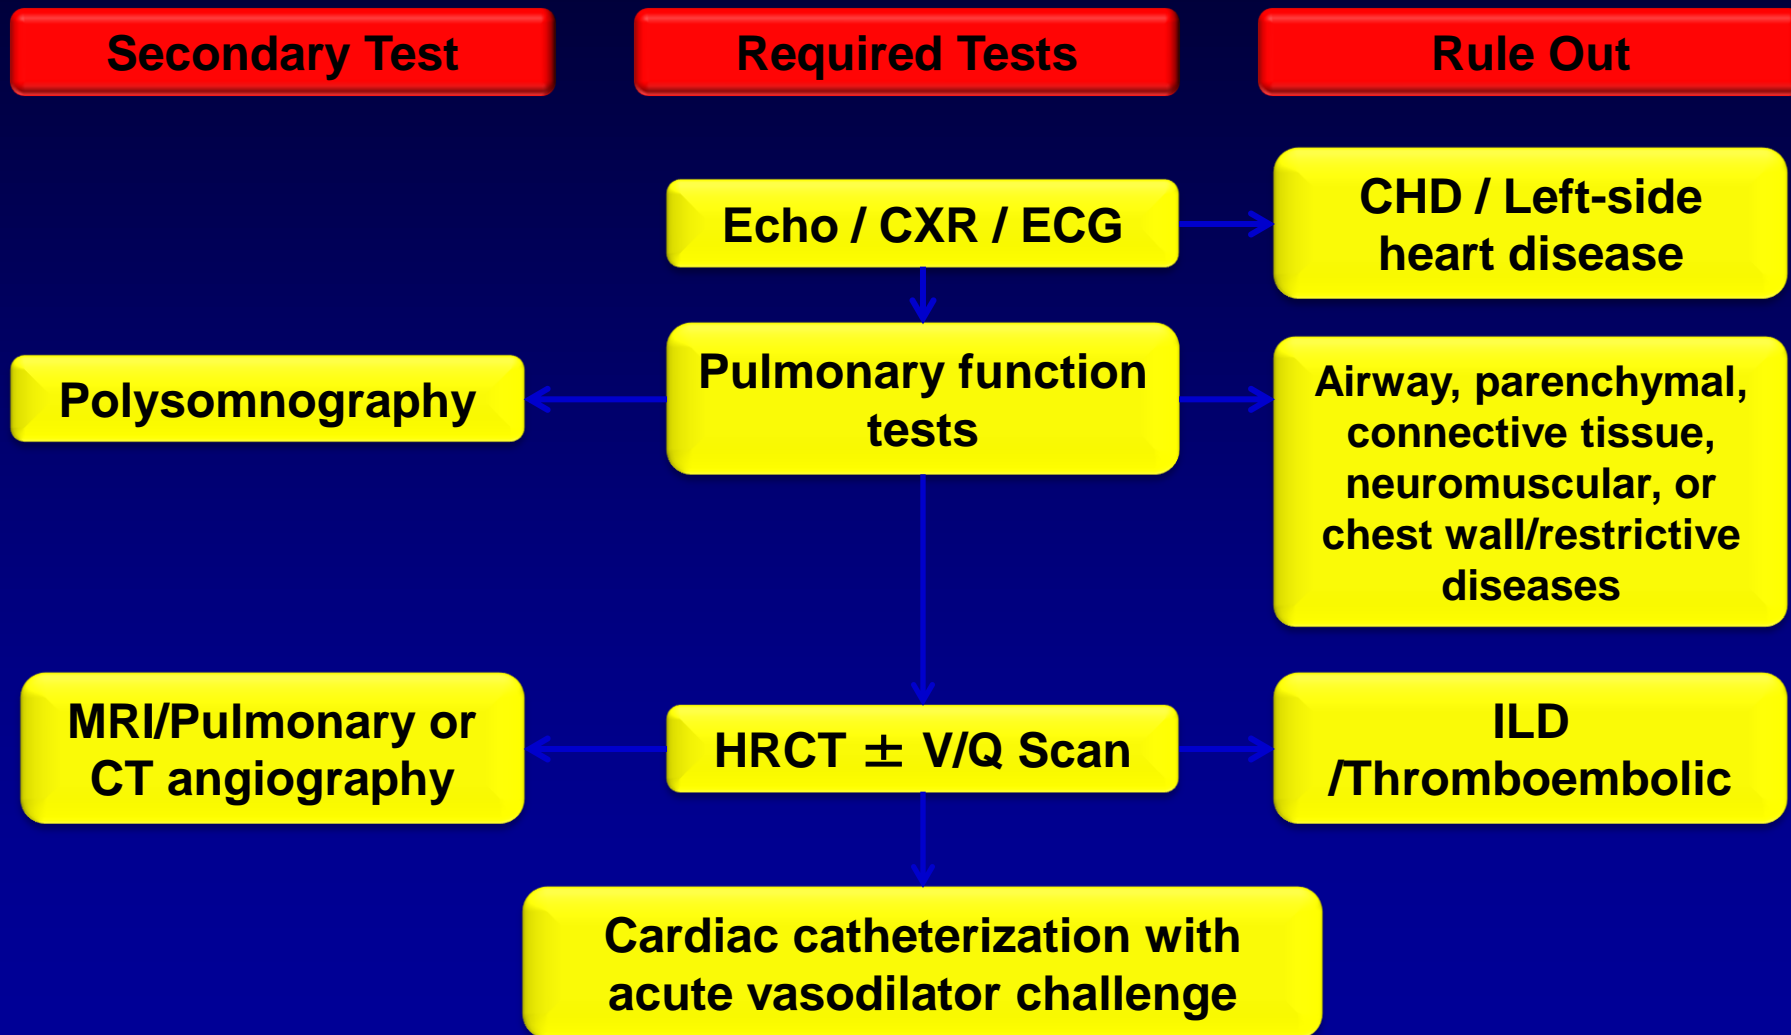 Secondary Test
Required Tests
Rule Out
Echo / CXR / ECG
CHD / Left-side
heart disease
Polysomnography
Pulmonary function
tests
Airway, parenchymal,
connective tissue,
neuromuscular, or
chest wall/restrictive
diseases
MRI/Pulmonary or
CT angiography
HRCT ± V/Q Scan
ILD
/Thromboembolic
Cardiac catheterization with
acute vasodilator challenge